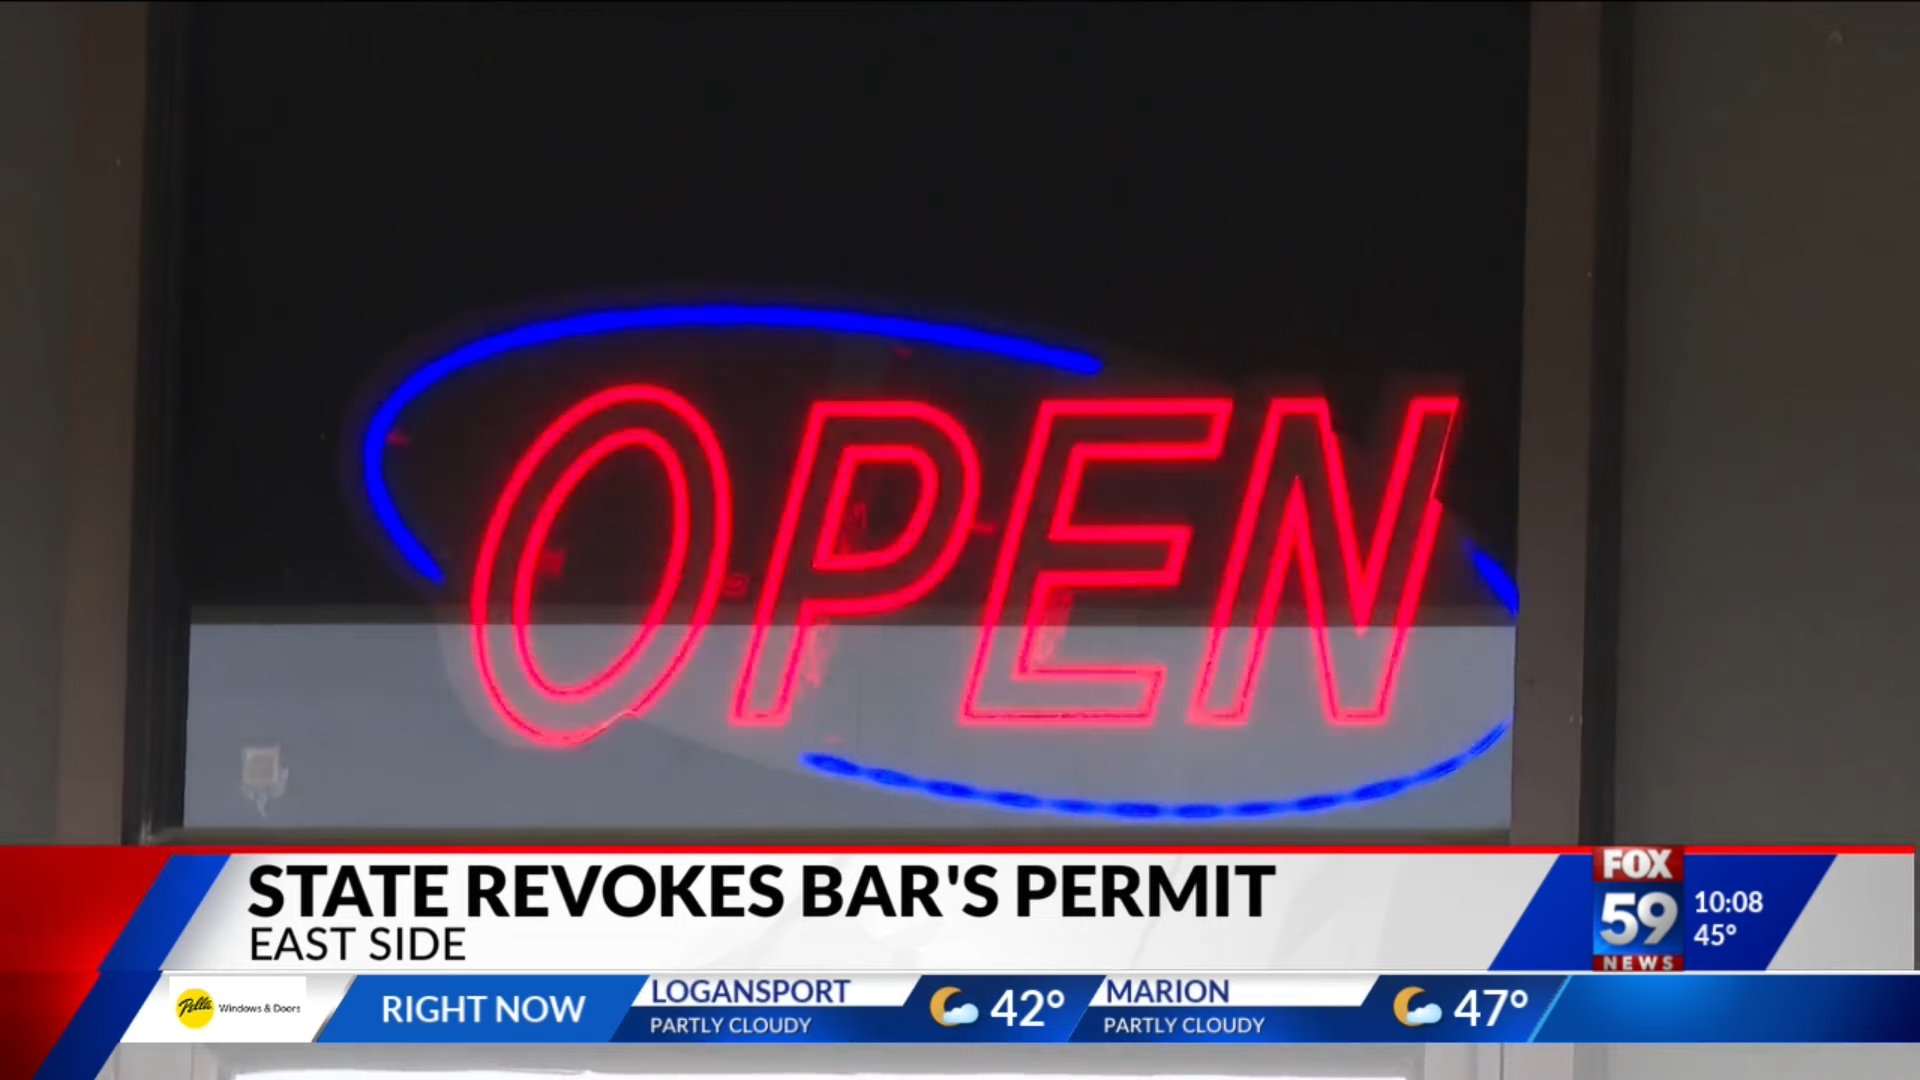 OPEN
STATE REVOKES BAR'S PERMIT
EAST SIDE
FOX
59
NEWS
10:08
45°
Pella Windows & Doors
RIGHT NOW
LOGANSPORT
PARTLY CLOUDY
42°
MARION
PARTLY CLOUDY
47°